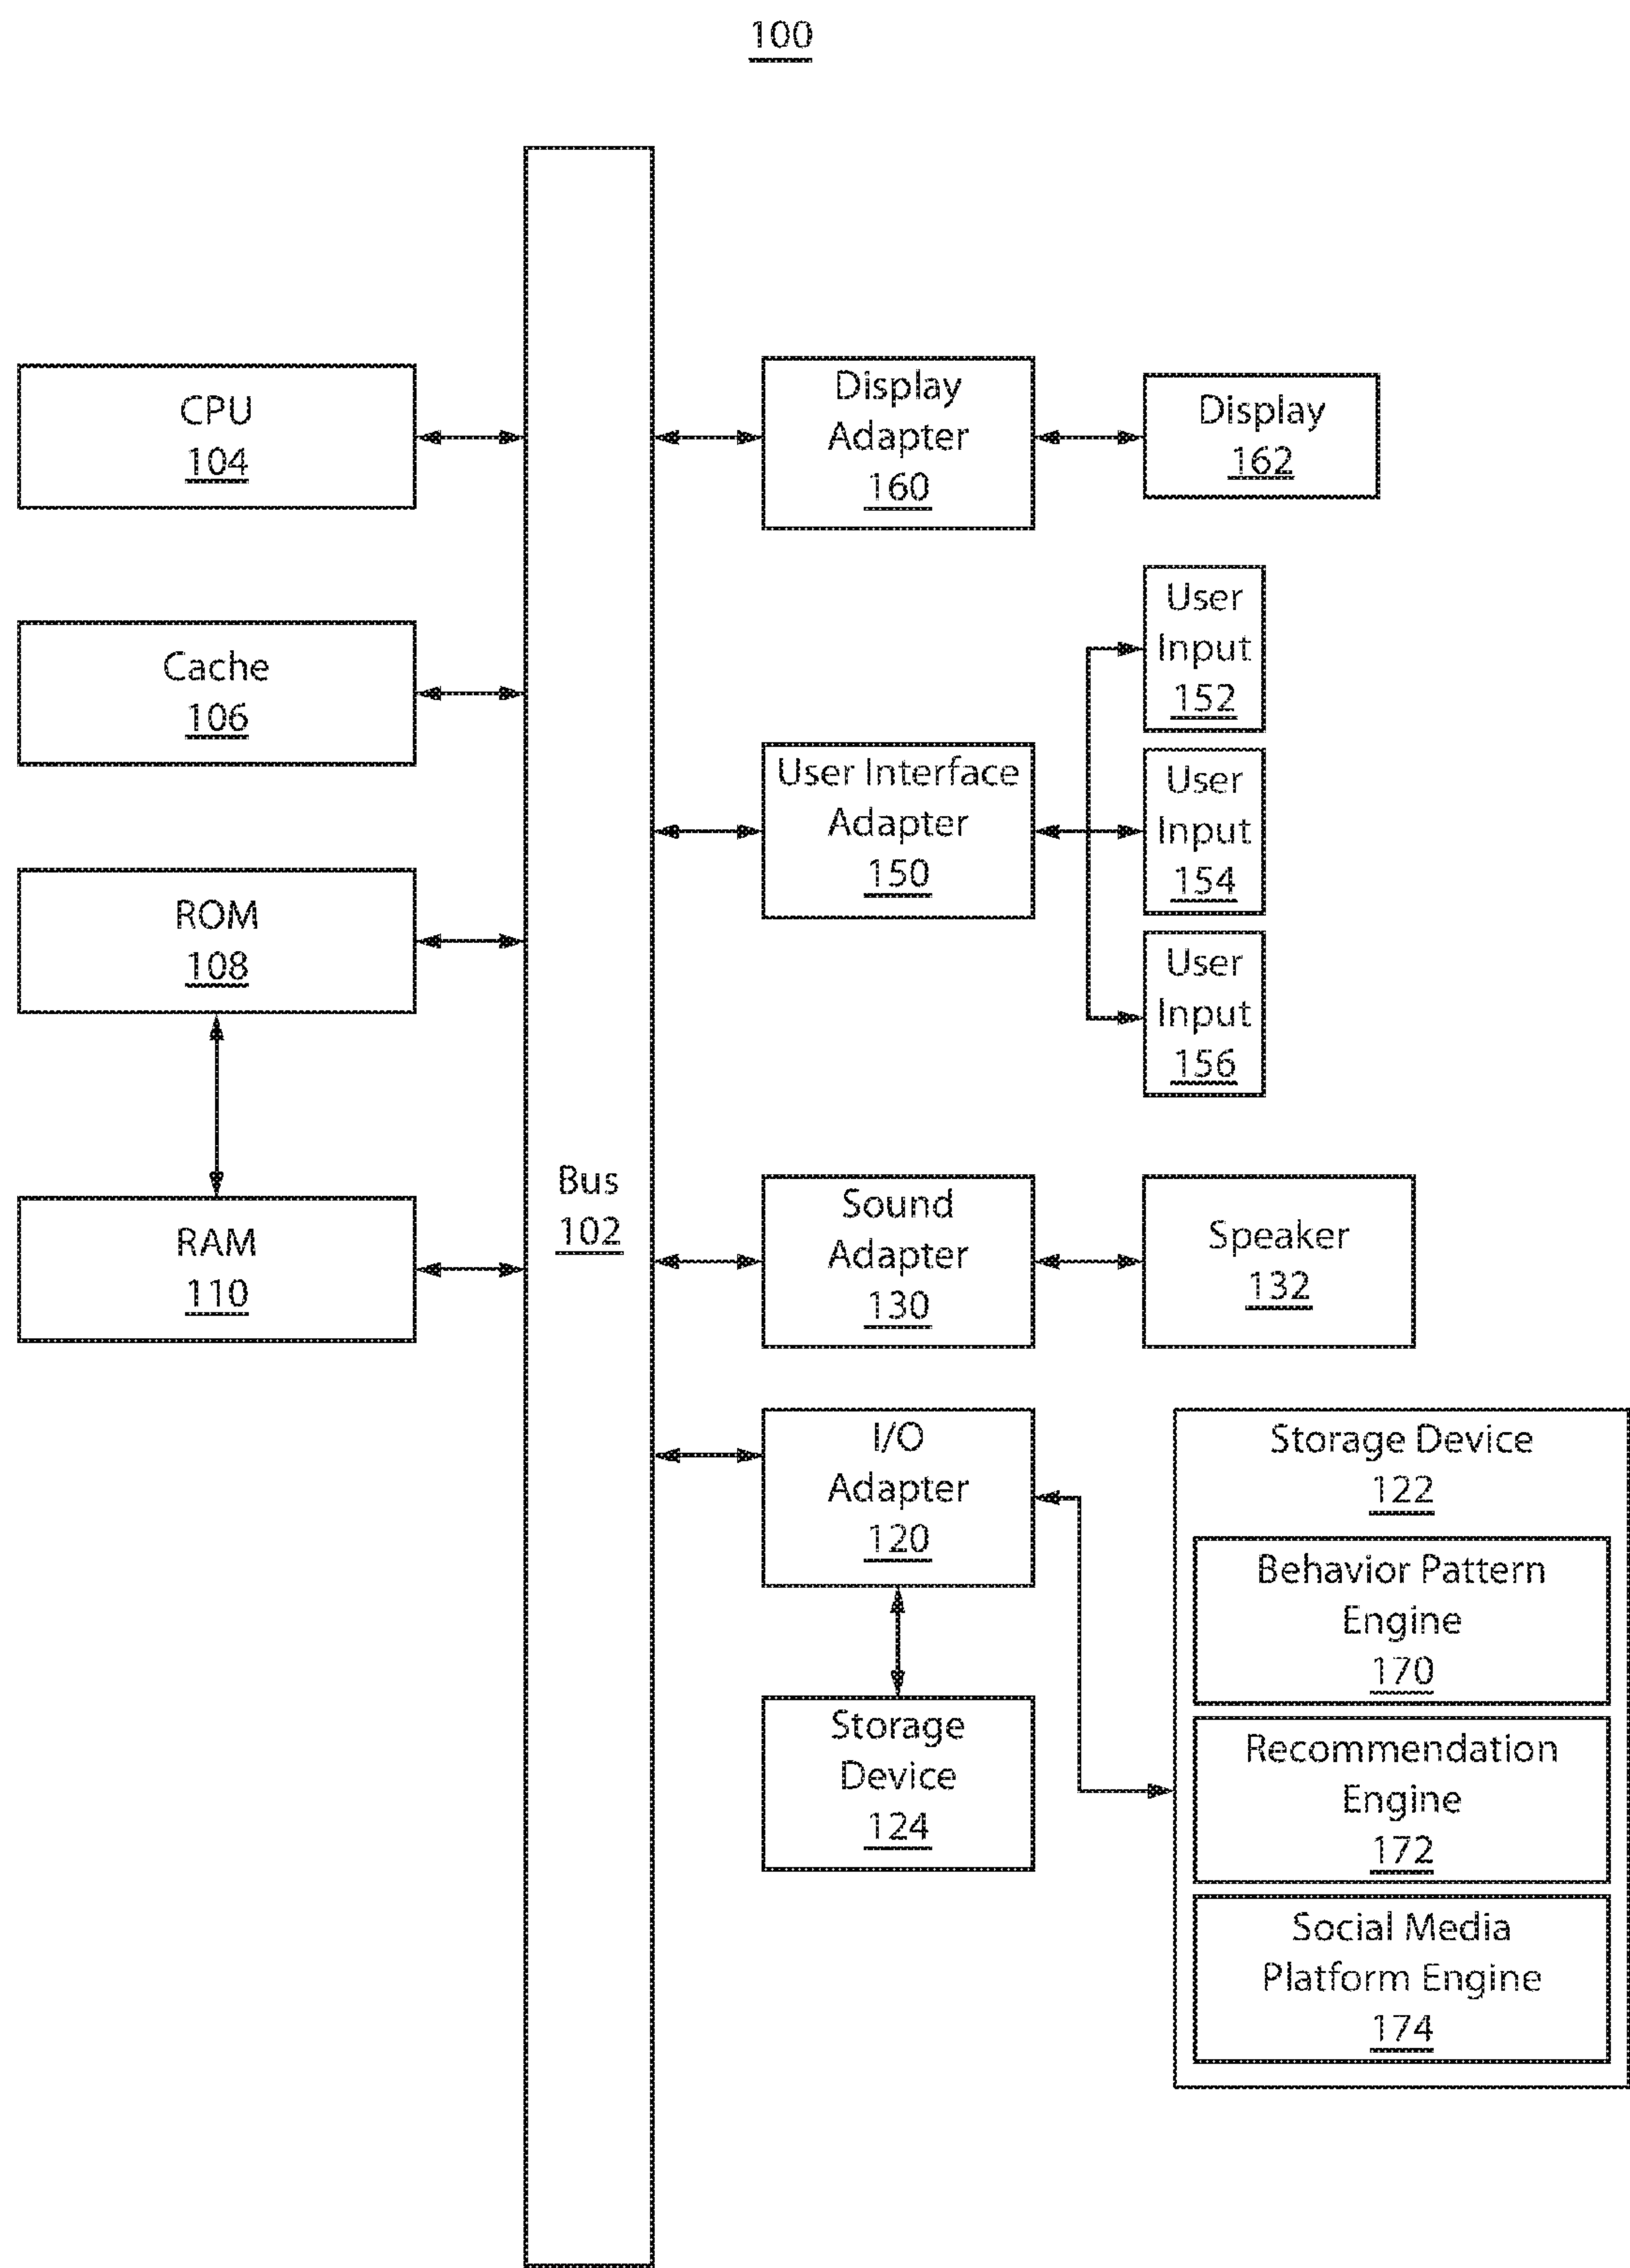 100
CPU
104
Cache
106
ROM
108
RAM
110
Bus
102
Display
Adapter
160
Display
162
User Interface
Adapter
150
User
Input
152
User
Input
154
User
Input
156
Sound
Adapter
130
Speaker
132
I/O
Adapter
120
Storage
Device
124
Storage Device
122
Behavior Pattern
Engine
170
Recommendation
Engine
172
Social Media
Platform Engine
174